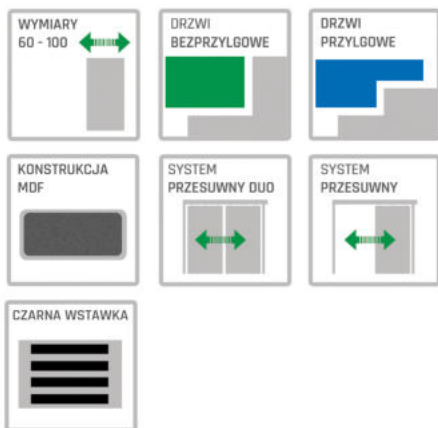 WYMIARY
60 - 100
DRZWI
BEZPRZYLGOWE
DRZWI
PRZYLGOWE
KONSTRUKCJA
MDF
SYSTEM
PRZESUWNY DUO
SYSTEM
PRZESUWNY
CZARNA WSTAWKA